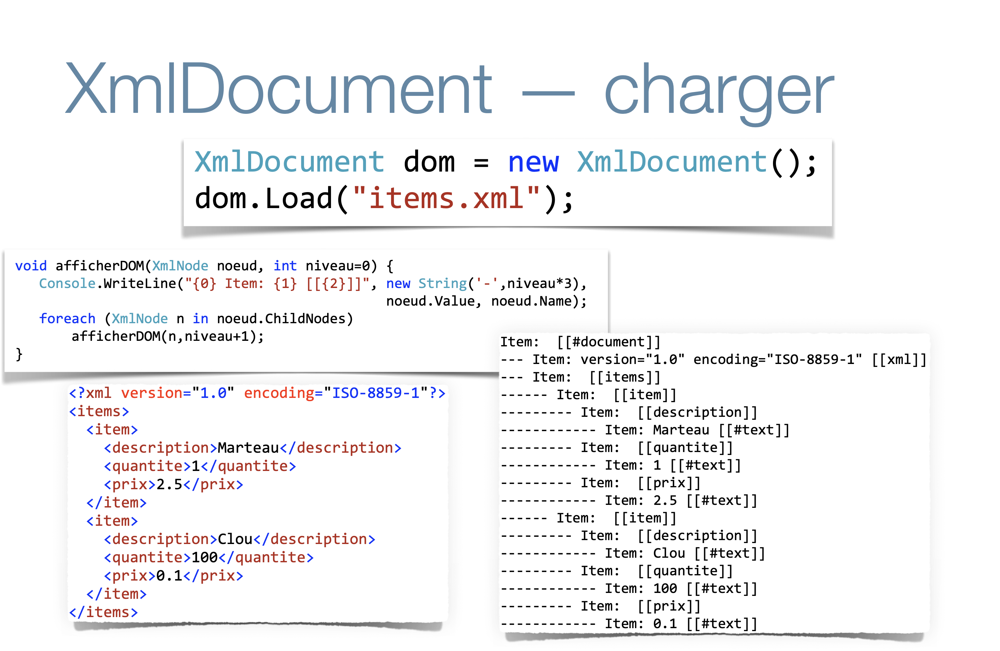 XmlDocument — charger
XmlDocument dom = new XmlDocument();
dom.Load("items.xml");
void afficherDOM(XmlNode noeud, int niveau=0) {
   Console.WriteLine("{0} Item: {1} [[{2}]]", new String('-',niveau*3),
                                              noeud.Value, noeud.Name);
   foreach (XmlNode n in noeud.ChildNodes)
       afficherDOM(n,niveau+1);
}
<?xml version="1.0" encoding="ISO-8859-1"?>
<items>
  <item>
    <description>Marteau</description>
    <quantite>1</quantite>
    <prix>2.5</prix>
  </item>
  <item>
    <description>Clou</description>
    <quantite>100</quantite>
    <prix>0.1</prix>
  </item>
</items>
Item:  [[#document]]
--- Item: version="1.0" encoding="ISO-8859-1" [[xml]]
--- Item:  [[items]]
------ Item:  [[item]]
--------- Item:  [[description]]
------------ Item: Marteau [[#text]]
--------- Item:  [[quantite]]
------------ Item: 1 [[#text]]
--------- Item:  [[prix]]
------------ Item: 2.5 [[#text]]
------ Item:  [[item]]
--------- Item:  [[description]]
------------ Item: Clou [[#text]]
--------- Item:  [[quantite]]
------------ Item: 100 [[#text]]
--------- Item:  [[prix]]
------------ Item: 0.1 [[#text]]